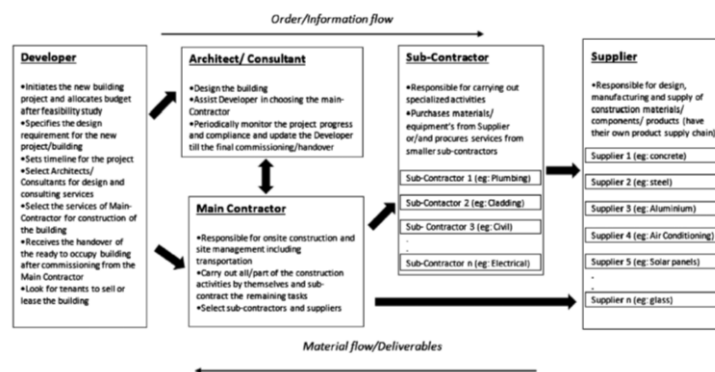 Order/Information flow
Developer
•Initiates the new building
project and allocates budget
after feasibility study
•Specifies the design
requirement for the new
project/building
•Sets timeline for the project
•Select Architects/
Consultants for design and
consulting services
•Select the services of Main-
Contractor for construction of
the building
•Receives the handover of
the ready to occupy building
after commissioning from the
Main Contractor
•Look for tenants to sell or
lease the building
Architect/ Consultant
•Design the building
•Assist Developer in choosing the main-
Contractor
•Periodically monitor the project progress
and compliance and update the Developer
till the final commissioning/handover
Main Contractor
•Responsible for onsite construction and
site management including
transportation
•Carry out all/part of the construction
activities by themselves and sub-
contract the remaining tasks
•Select sub-contractors and suppliers
Sub-Contractor
•Responsible for carrying out
specialized activities
•Purchases materials/
equipment's from Supplier
or/and procures services from
smaller sub-contractors
Sub-Contractor 1 (eg: Plumbing)
Sub-Contactor 2 (eg: Cladding)
Sub- Contractor 3 (eg: Civil)
.
.
Sub-Contractor n (eg: Electrical)
Supplier
•Responsible for design,
manufacturing and supply of
construction materials/
components/ products (have
their own product supply chain)
Supplier 1 (eg: concrete)
Supplier 2 (eg: steel)
Supplier 3 (eg: Aluminium)
Supplier 4 (eg: Air Conditioning)
Supplier 5 (eg: Solar panels)
.
.
Supplier n (eg: glass)
Material flow/Deliverables